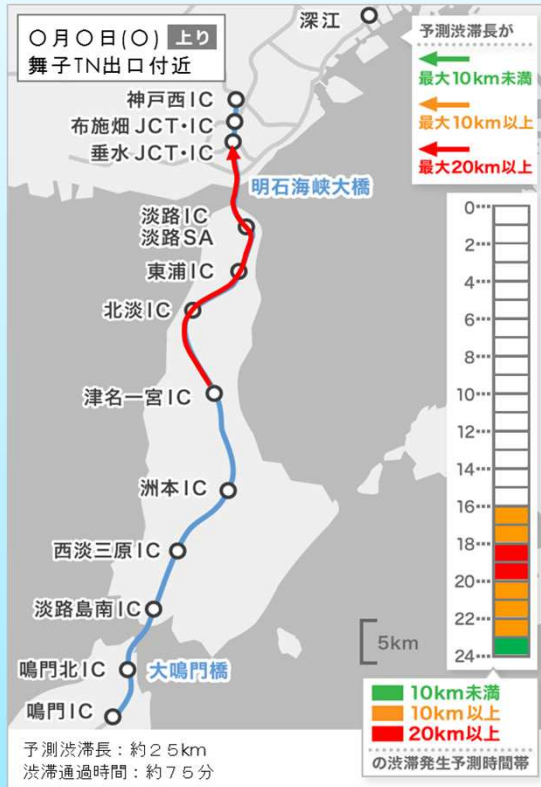 〇月〇日(〇) 上り
舞子TN出口付近
深江
予測渋滞長が
最大10km未満
最大10km以上
最大20km以上
神戸西IC
布施畑JCT・IC
垂水JCT・IC
明石海峡大橋
淡路IC
淡路SA
東浦IC
北淡IC
津名一宮IC
洲本IC
西淡三原IC
淡路島南IC
鳴門北IC
大鳴門橋
鳴門IC
0
2
4
6
8
10
12
14
16
18
20
22
24
5km
10km未満
10km以上
20km以上
の渋滞発生予測時間帯
予測渋滞長：約25km
渋滞通過時間：約75分